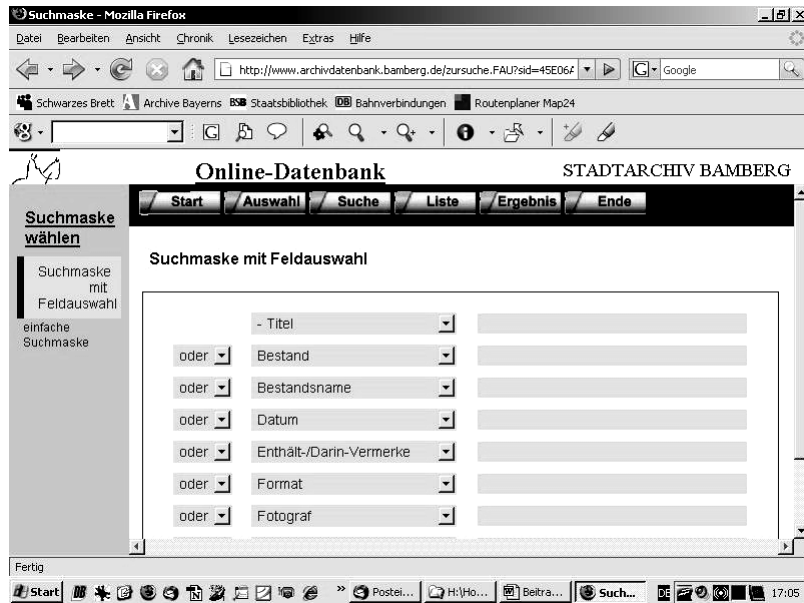 Suchmaske - Mozilla Firefox
Datei Bearbeiten Ansicht Chronik Lesezeichen Extras Hilfe
http://www.archivdatenbank.bamberg.de/zursuche.FAU?sid=45E06A
G Google
Schwarzes Brett Archive Bayerns BSB Staatsbibliothek DB Bahnverbindungen Routenplaner Map24
Online-Datenbank STADTARCHIV BAMBERG
Start Auswahl Suche Liste Ergebnis Ende
Suchmaske
wählen
Suchmaske
mit
Feldauswahl
einfache
Suchmaske
Suchmaske mit Feldauswahl
- Titel
oder Bestand
oder Bestandsname
oder Datum
oder Enthält-/Darin-Vermerke
oder Format
oder Fotograf
Fertig
Start » Postei... H:\Ho... Beitra... Such... DE 17:05